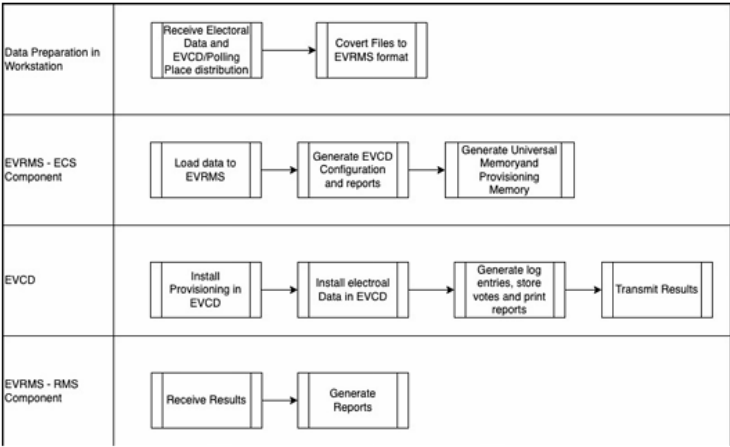 Data Preparation in
Workstation
Receive Electoral
Data and
EVCD/Polling
Place distribution
Covert Files to
EVRMS format
EVRMS - ECS
Component
Load data to
EVRMS
Generate EVCD
Configuration
and reports
Generate Universal
Memoryand
Provisioning
Memory
EVCD
Install
Provisioning in
EVCD
Install electroal
Data in EVCD
Generate log
entries, store
votes and print
reports
Transmit Results
EVRMS - RMS
Component
Receive Results
Generate
Reports